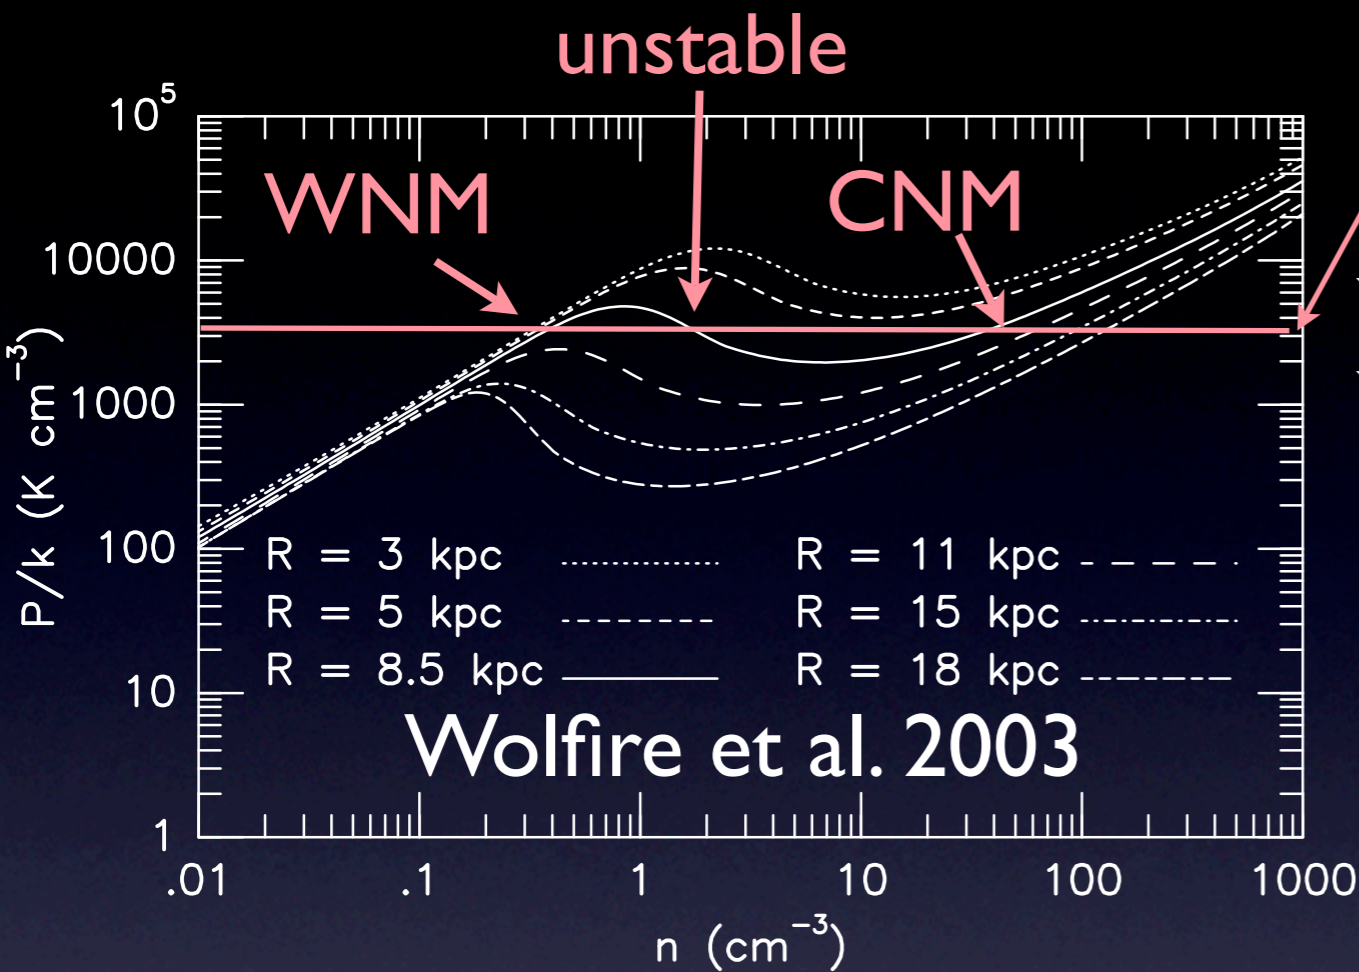 unstable
WNM
CNM
10^5
10000
1000
100
10
1
P/k (K cm^-3)
R = 3 kpc
R = 5 kpc
R = 8.5 kpc
R = 11 kpc
R = 15 kpc
R = 18 kpc
Wolfire et al. 2003
.01 .1 1 10 100 1000
n (cm^-3)